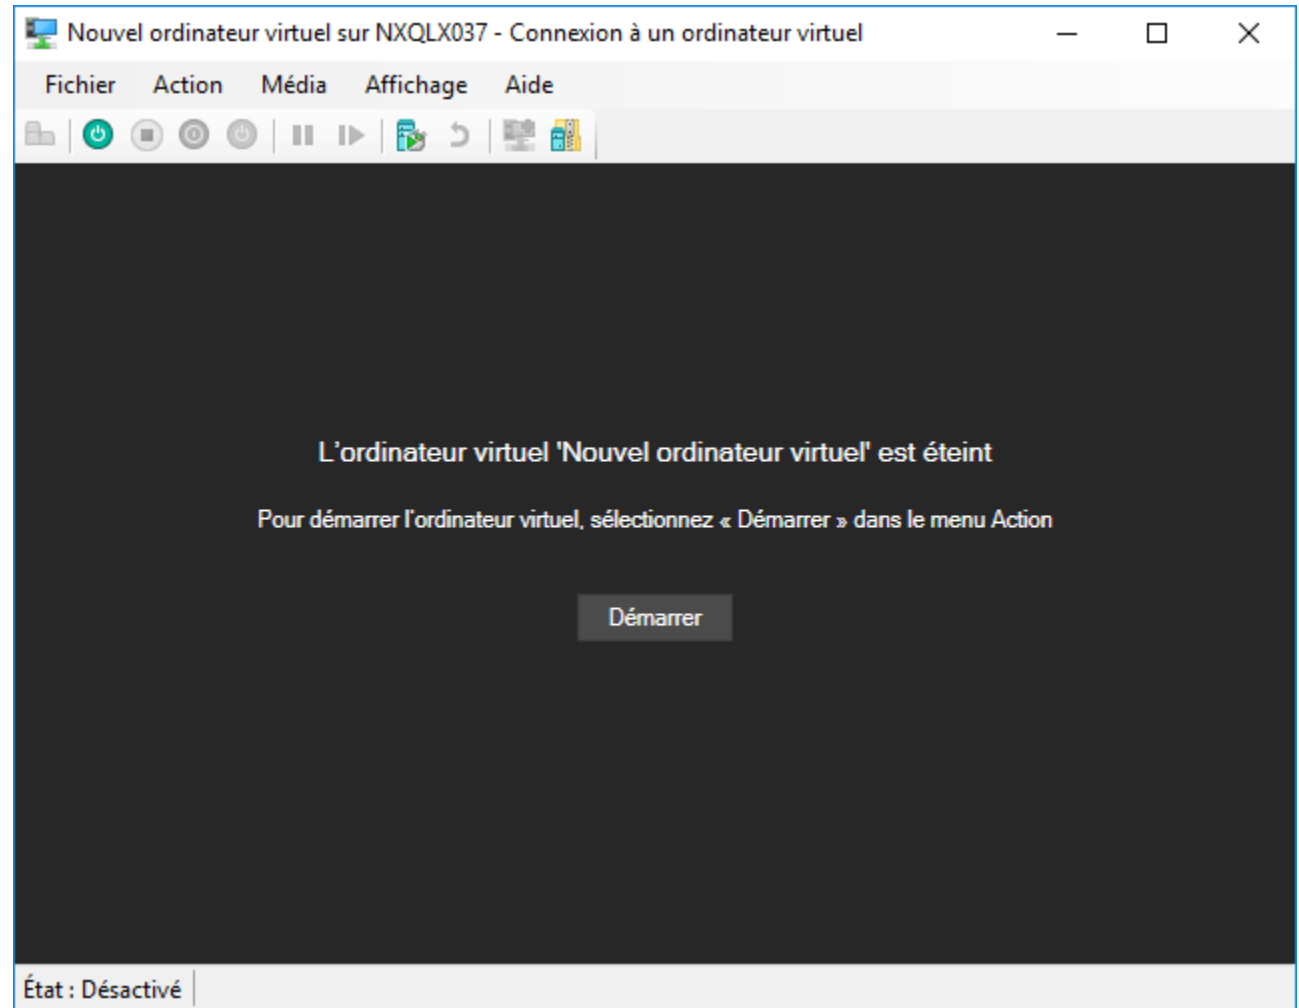 Nouvel ordinateur virtuel sur NXQLX037 - Connexion à un ordinateur virtuel
Fichier Action Média Affichage Aide
L'ordinateur virtuel 'Nouvel ordinateur virtuel' est éteint
Pour démarrer l'ordinateur virtuel, sélectionnez « Démarrer » dans le menu Action
Démarrer
État : Désactivé